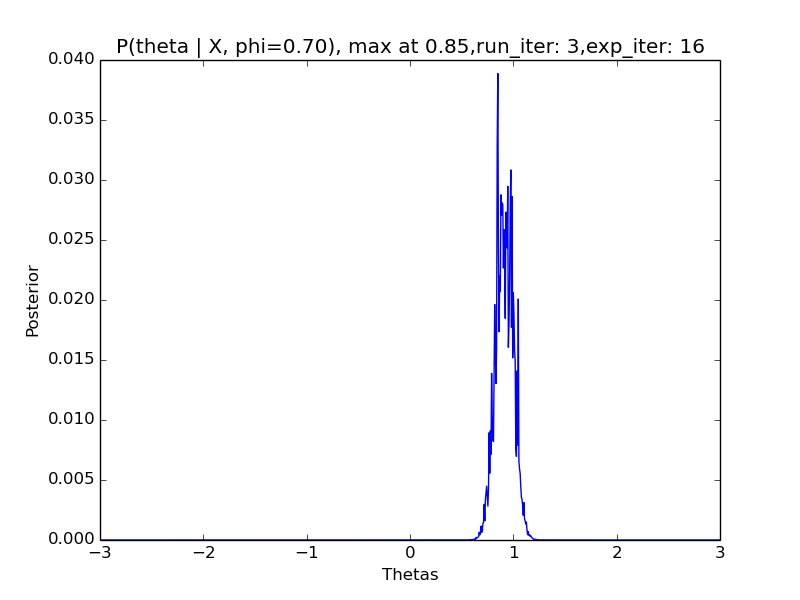 P(theta | X, phi=0.70), max at 0.85,run_iter: 3,exp_iter: 16
0.040
0.035
0.030
0.025
0.020
0.015
0.010
0.005
0.000
Posterior
−3 −2 −1 0 1 2 3
Thetas